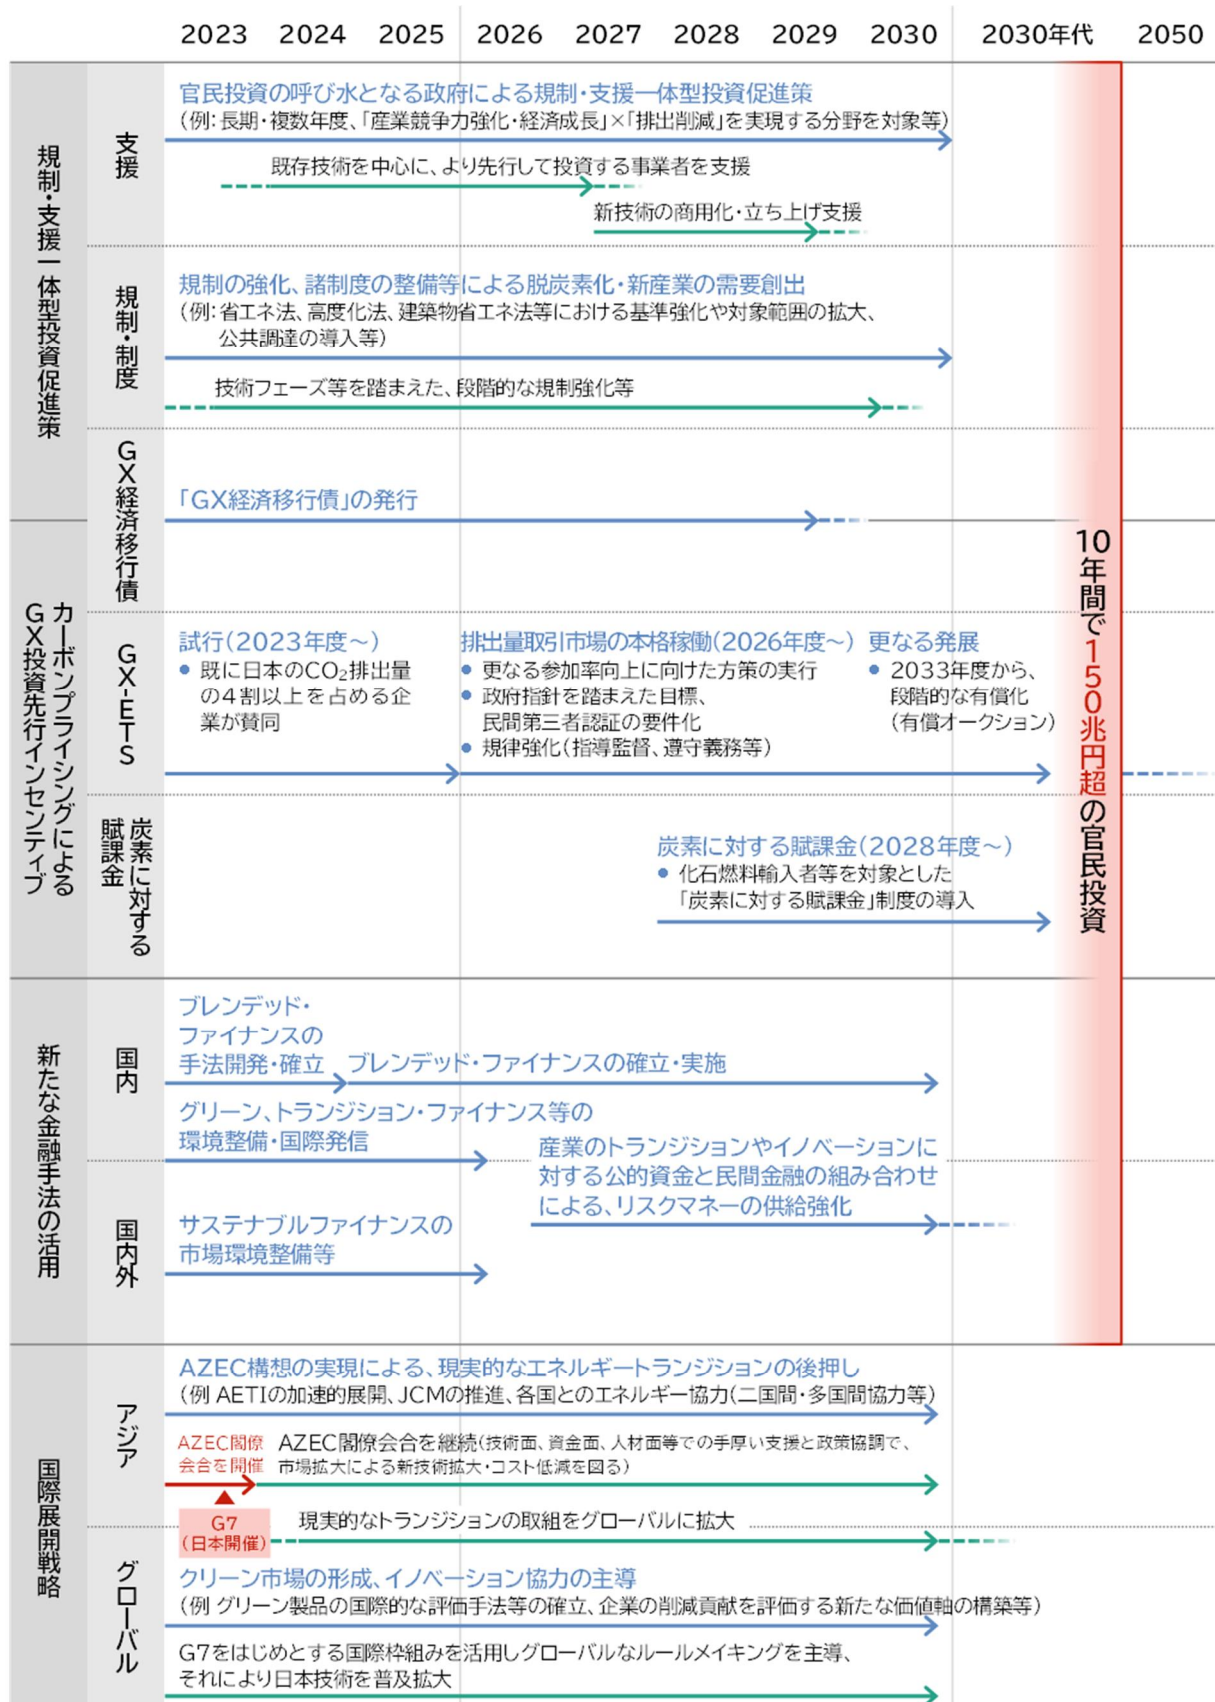 2023 2024 2025 2026 2027 2028 2029 2030 2030年代 2050
規制・支援一体型投資促進策
支援
官民投資の呼び水となる政府による規制・支援一体型投資促進策
(例:長期・複数年度、「産業競争力強化・経済成長」×「排出削減」を実現する分野を対象等)
既存技術を中心に、より先行して投資する事業者を支援
新技術の商用化・立ち上げ支援
規制・制度
規制の強化、諸制度の整備等による脱炭素化・新産業の需要創出
(例:省エネ法、高度化法、建築物省エネ法等における基準強化や対象範囲の拡大、
公共調達の導入等)
技術フェーズ等を踏まえた、段階的な規制強化等
GX経済移行債
「GX経済移行債」の発行
カーボンプライシングによる
GX投資先行インセンティブ
GX-ETS
試行(2023年度〜)
● 既に日本のCO₂排出量
の4割以上を占める企
業が賛同
排出量取引市場の本格稼働(2026年度〜)
● 更なる参加率向上に向けた方策の実行
● 政府指針を踏まえた目標、
民間第三者認証の要件化
● 規律強化(指導監督、遵守義務等)
更なる発展
● 2033年度から、
段階的な有償化
(有償オークション)
炭素に対する
賦課金
炭素に対する賦課金(2028年度〜)
● 化石燃料輸入者等を対象とした
「炭素に対する賦課金」制度の導入
10年間で150兆円超の官民投資
新たな金融手法の活用
国内
ブレンデッド・
ファイナンスの
手法開発・確立
ブレンデッド・ファイナンスの確立・実施
グリーン、トランジション・ファイナンス等の
環境整備・国際発信
産業のトランジションやイノベーションに
対する公的資金と民間金融の組み合わせ
による、リスクマネーの供給強化
国内外
サステナブルファイナンスの
市場環境整備等
国際展開戦略
アジア
AZEC構想の実現による、現実的なエネルギートランジションの後押し
(例 AETIの加速的展開、JCMの推進、各国とのエネルギー協力(二国間・多国間協力等)
AZEC閣僚
会合を開催
AZEC閣僚会合を継続(技術面、資金面、人材面等での手厚い支援と政策協調で、
市場拡大による新技術拡大・コスト低減を図る)
G7
(日本開催)
現実的なトランジションの取組をグローバルに拡大
グローバル
クリーン市場の形成、イノベーション協力の主導
(例 グリーン製品の国際的な評価手法等の確立、企業の削減貢献を評価する新たな価値軸の構築等)
G7をはじめとする国際枠組みを活用しグローバルなルールメイキングを主導、
それにより日本技術を普及拡大